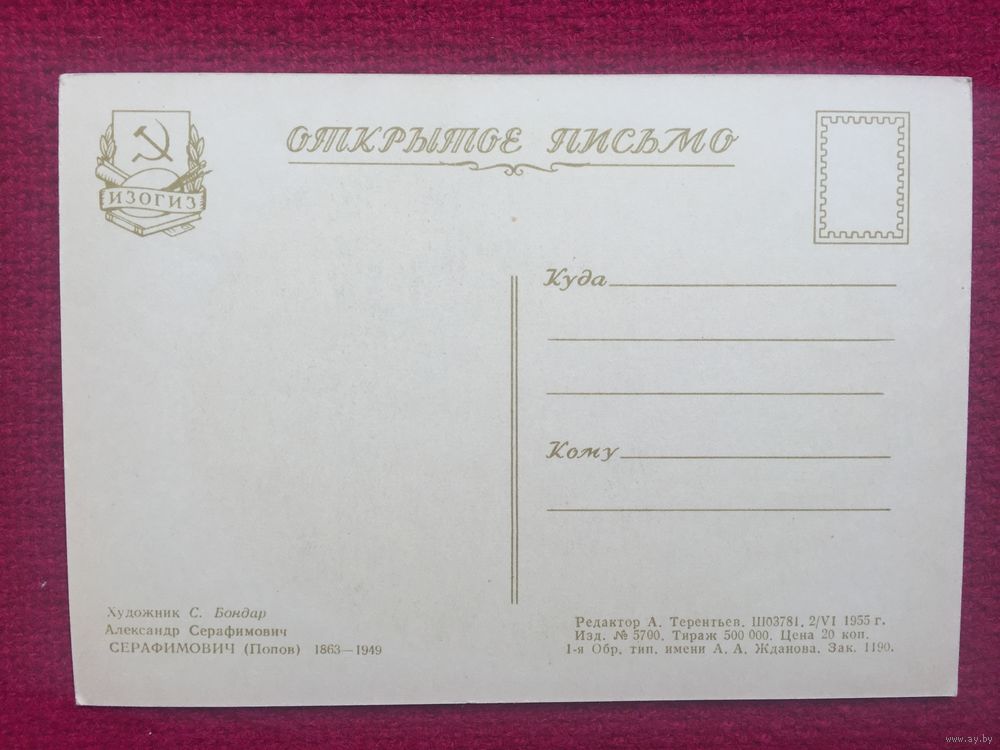 ОТКРЫТОЕ ПИСЬМО
ИЗОГИЗ
Куда
Кому
Художник С. Бондар
Александр Серафимович
СЕРАФИМОВИЧ (Попов) 1863—1949
Редактор А. Терентьев. Ш03781. 2/VI 1955 г.
Изд. № 5700. Тираж 500 000. Цена 20 коп.
1-я Обр. тип. имени А. А. Жданова. Зак. 1190.
www.ay.by